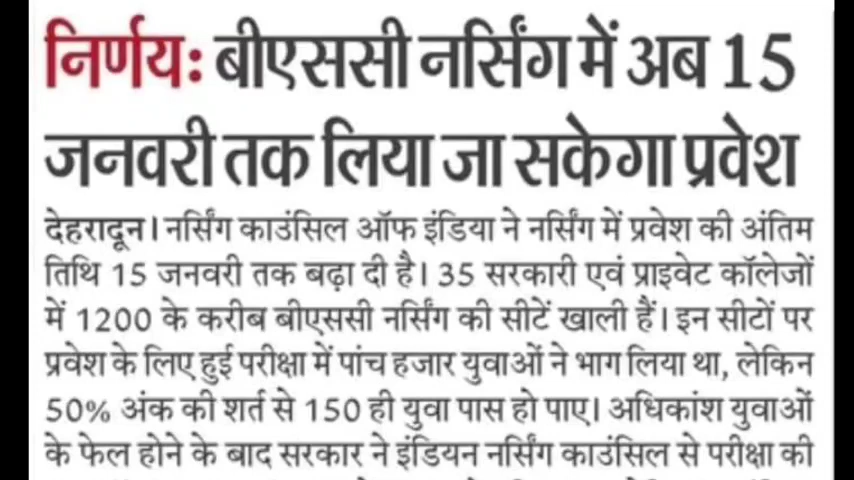 निर्णय: बीएससी नर्सिंग में अब 15
जनवरी तक लिया जा सकेगा प्रवेश
देहरादून। नर्सिंग काउंसिल ऑफ इंडिया ने नर्सिंग में प्रवेश की अंतिम
तिथि 15 जनवरी तक बढ़ा दी है। 35 सरकारी एवं प्राइवेट कॉलेजों
में 1200 के करीब बीएससी नर्सिंग की सीटें खाली हैं। इन सीटों पर
प्रवेश के लिए हुई परीक्षा में पांच हजार युवाओं ने भाग लिया था, लेकिन
50% अंक की शर्त से 150 ही युवा पास हो पाए। अधिकांश युवाओं
के फेल होने के बाद सरकार ने इंडियन नर्सिंग काउंसिल से परीक्षा की